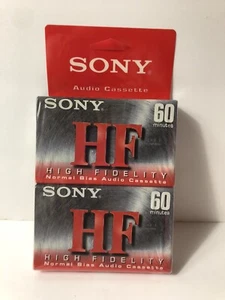 SONY
Audio Cassette
SONY
60
minutes
HF
HIGH FIDELITY
Normal Bias Audio Cassette
SONY
60
minutes
HF
HIGH FIDELITY
Normal Bias Audio Cassette